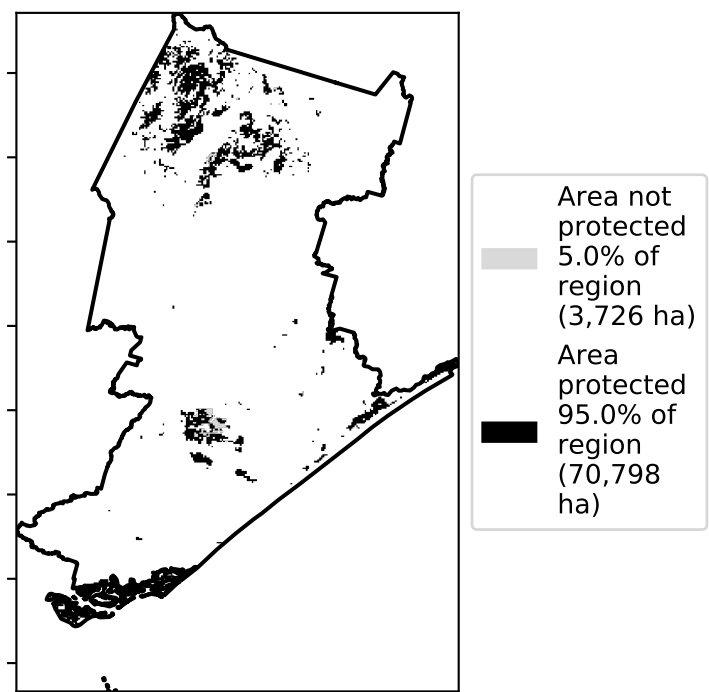 Area not
protected
5.0% of
region
(3,726 ha)
Area
protected
95.0% of
region
(70,798
ha)